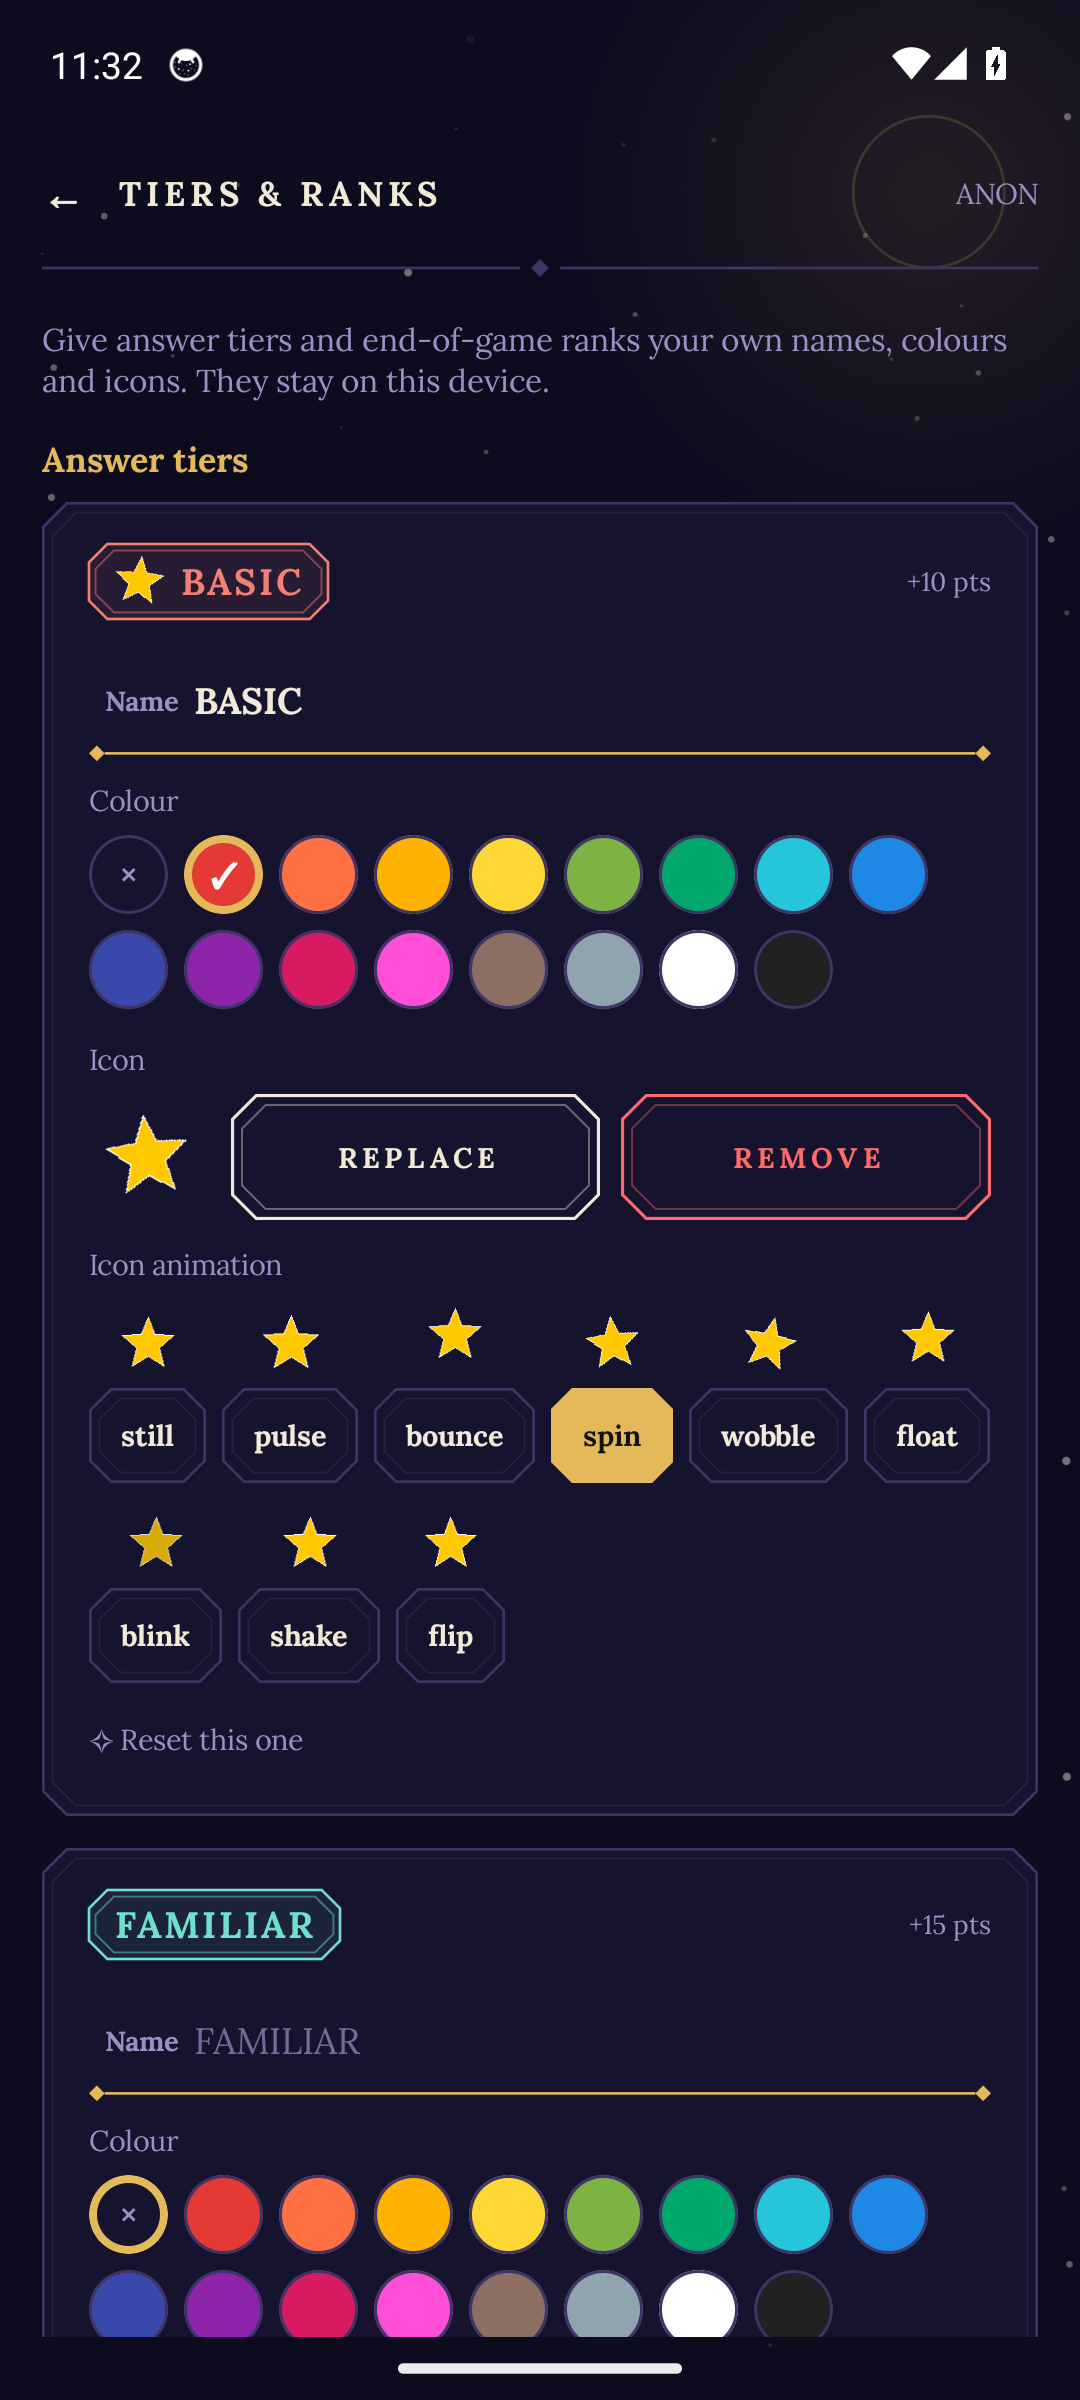 11:32
← TIERS & RANKS
ANON
Give answer tiers and end-of-game ranks your own names, colours
and icons. They stay on this device.
Answer tiers
BASIC
+10 pts
Name BASIC
Colour
Icon
REPLACE
REMOVE
Icon animation
still pulse bounce spin wobble float
blink shake flip
Reset this one
FAMILIAR
+15 pts
Name FAMILIAR
Colour